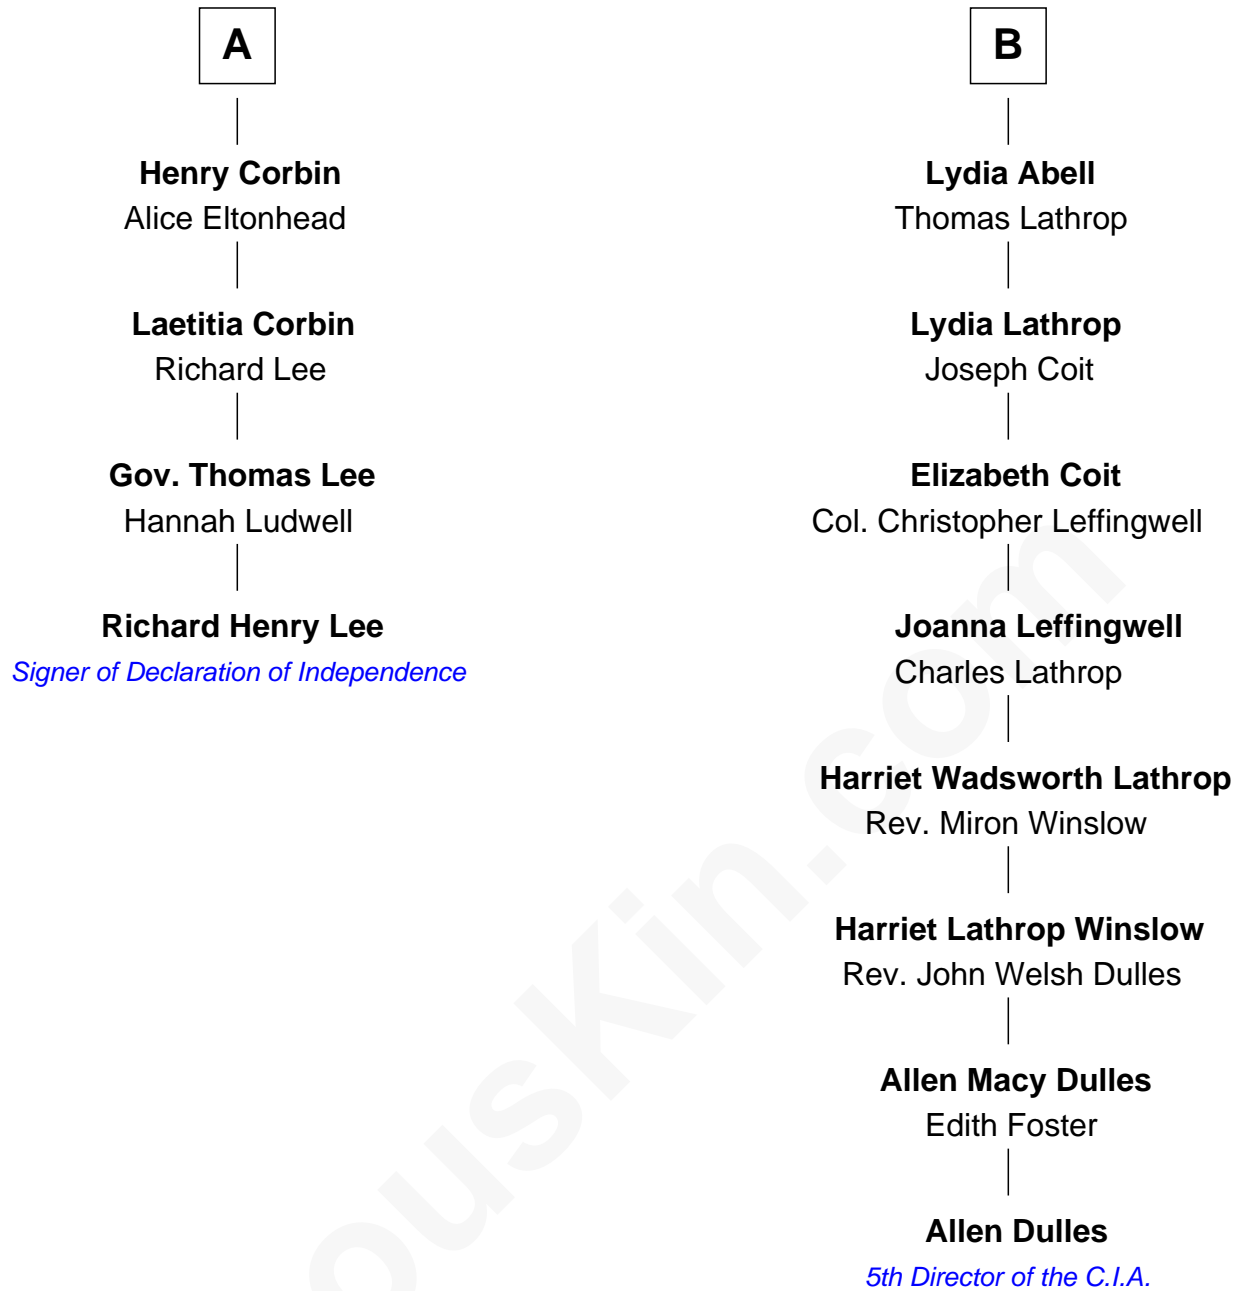 A
Henry Corbin
Alice Eltonhead
Laetitia Corbin
Richard Lee
Gov. Thomas Lee
Hannah Ludwell
Richard Henry Lee
Signer of Declaration of Independence
B
Lydia Abell
Thomas Lathrop
Lydia Lathrop
Joseph Coit
Elizabeth Coit
Col. Christopher Leffingwell
Joanna Leffingwell
Charles Lathrop
Harriet Wadsworth Lathrop
Rev. Miron Winslow
Harriet Lathrop Winslow
Rev. John Welsh Dulles
Allen Macy Dulles
Edith Foster
Allen Dulles
5th Director of the C.I.A.
ousKin.com